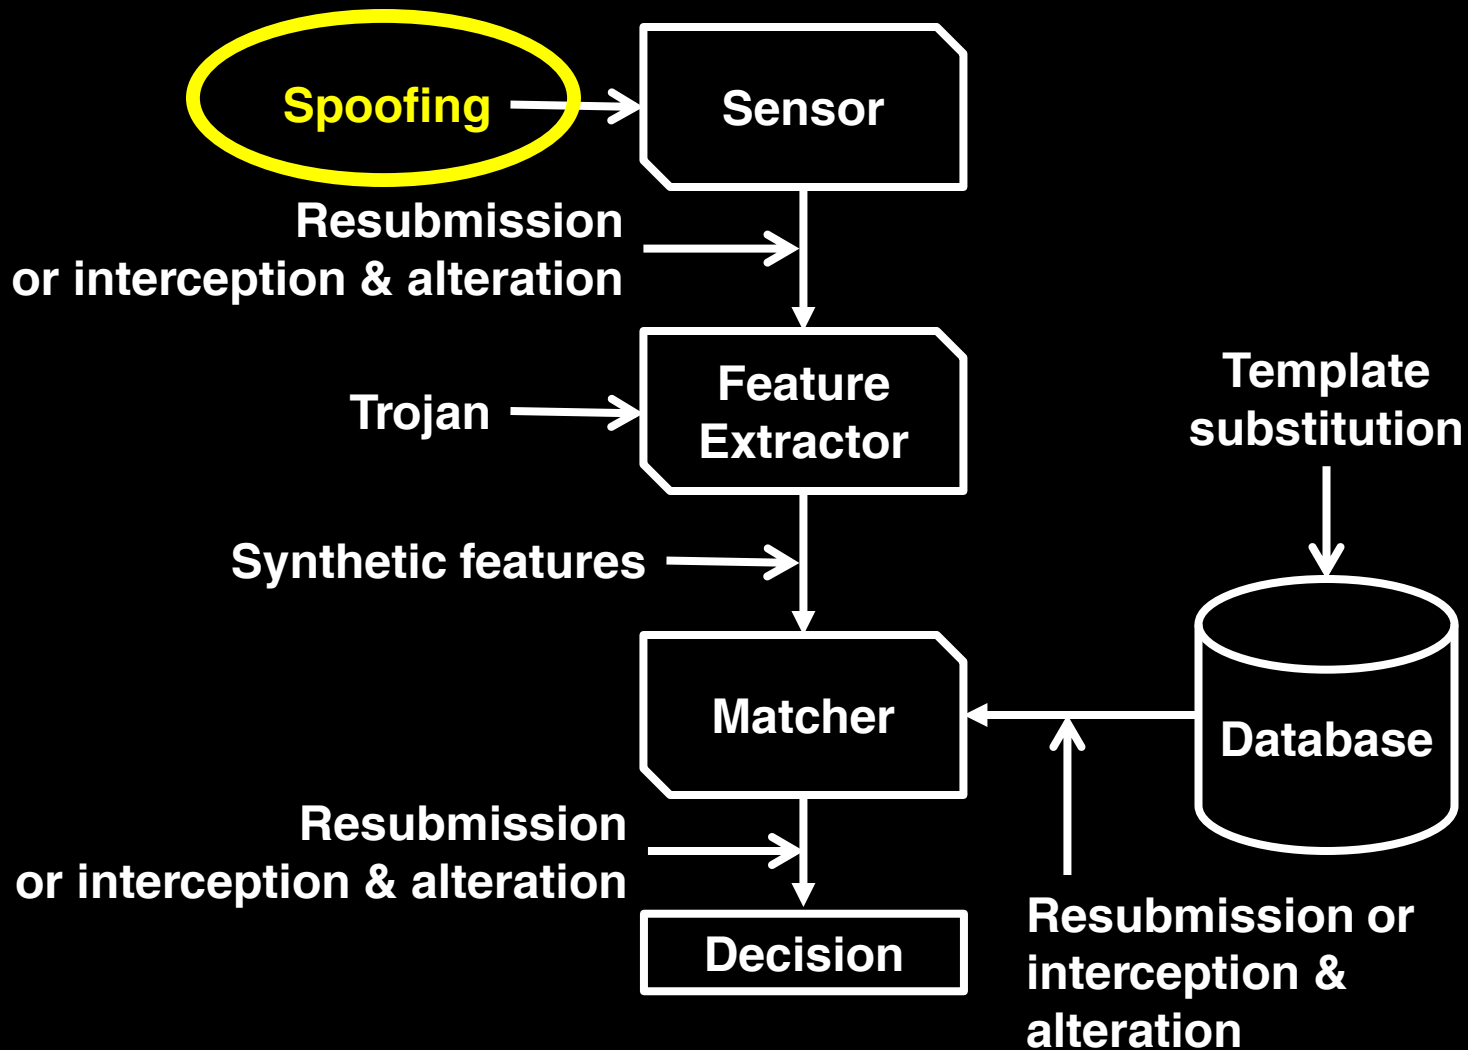 Spoofing
Sensor
Resubmission
or interception & alteration
Feature
Extractor
Trojan
Template
substitution
Synthetic features
Matcher
Database
Resubmission
or interception & alteration
Decision
Resubmission or
interception &
alteration